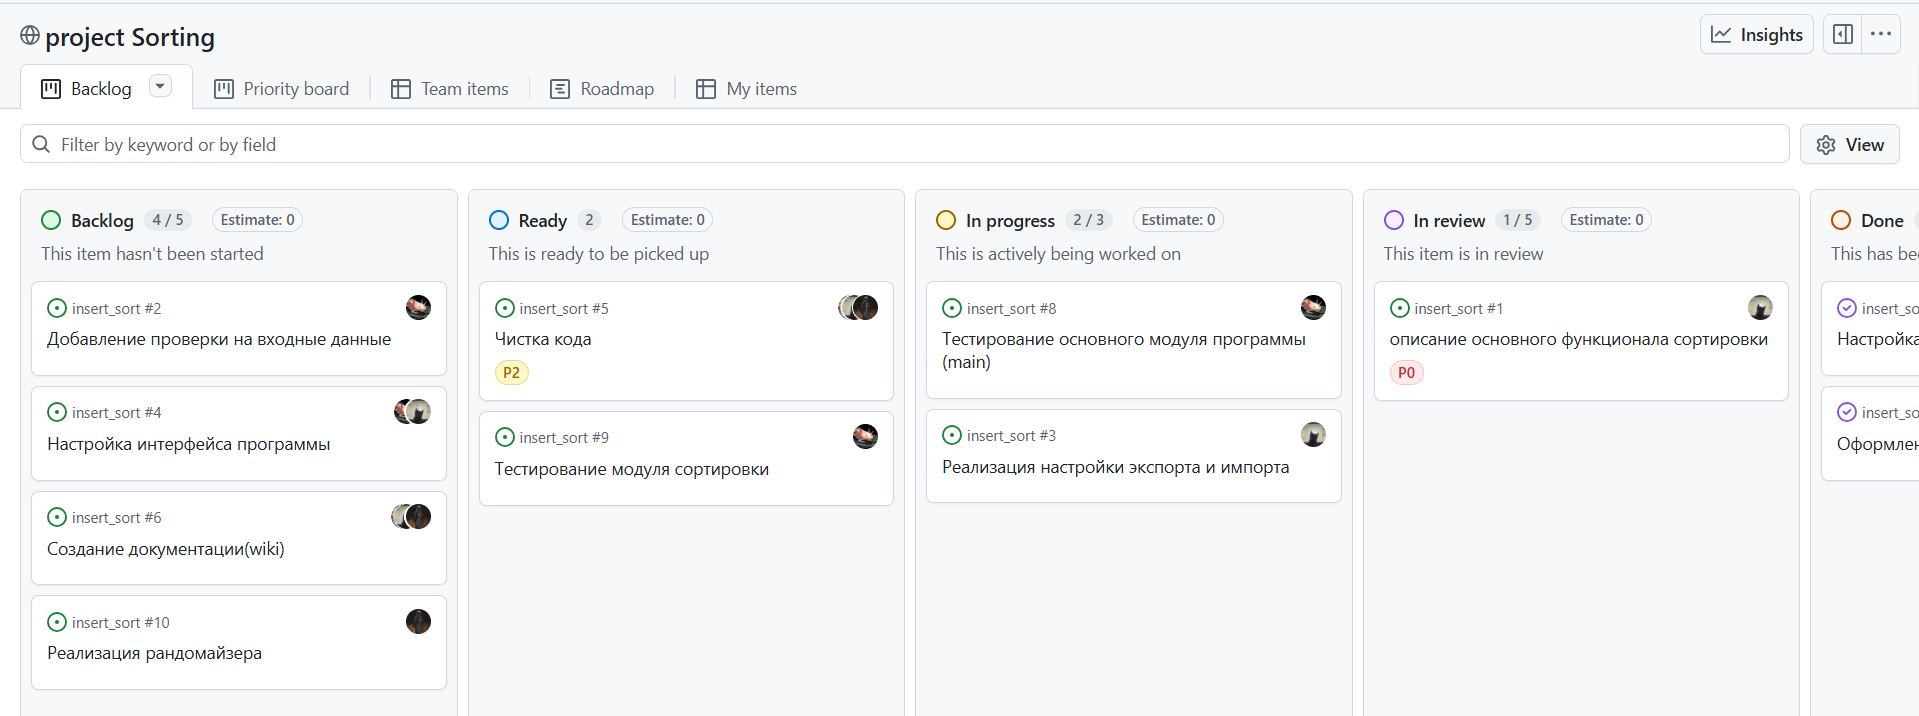 project Sorting
Insights
Backlog
Priority board
Team items
Roadmap
My items
Filter by keyword or by field
View
Backlog 4 / 5 Estimate: 0
This item hasn't been started
insert_sort #2
Добавление проверки на входные данные
insert_sort #4
Настройка интерфейса программы
insert_sort #6
Создание документации(wiki)
insert_sort #10
Реализация рандомайзера
Ready 2 Estimate: 0
This is ready to be picked up
insert_sort #5
Чистка кода
P2
insert_sort #9
Тестирование модуля сортировки
In progress 2 / 3 Estimate: 0
This is actively being worked on
insert_sort #8
Тестирование основного модуля программы
(main)
insert_sort #3
Реализация настройки экспорта и импорта
In review 1 / 5 Estimate: 0
This item is in review
insert_sort #1
описание основного функционала сортировки
P0
Done
This has
Настройка